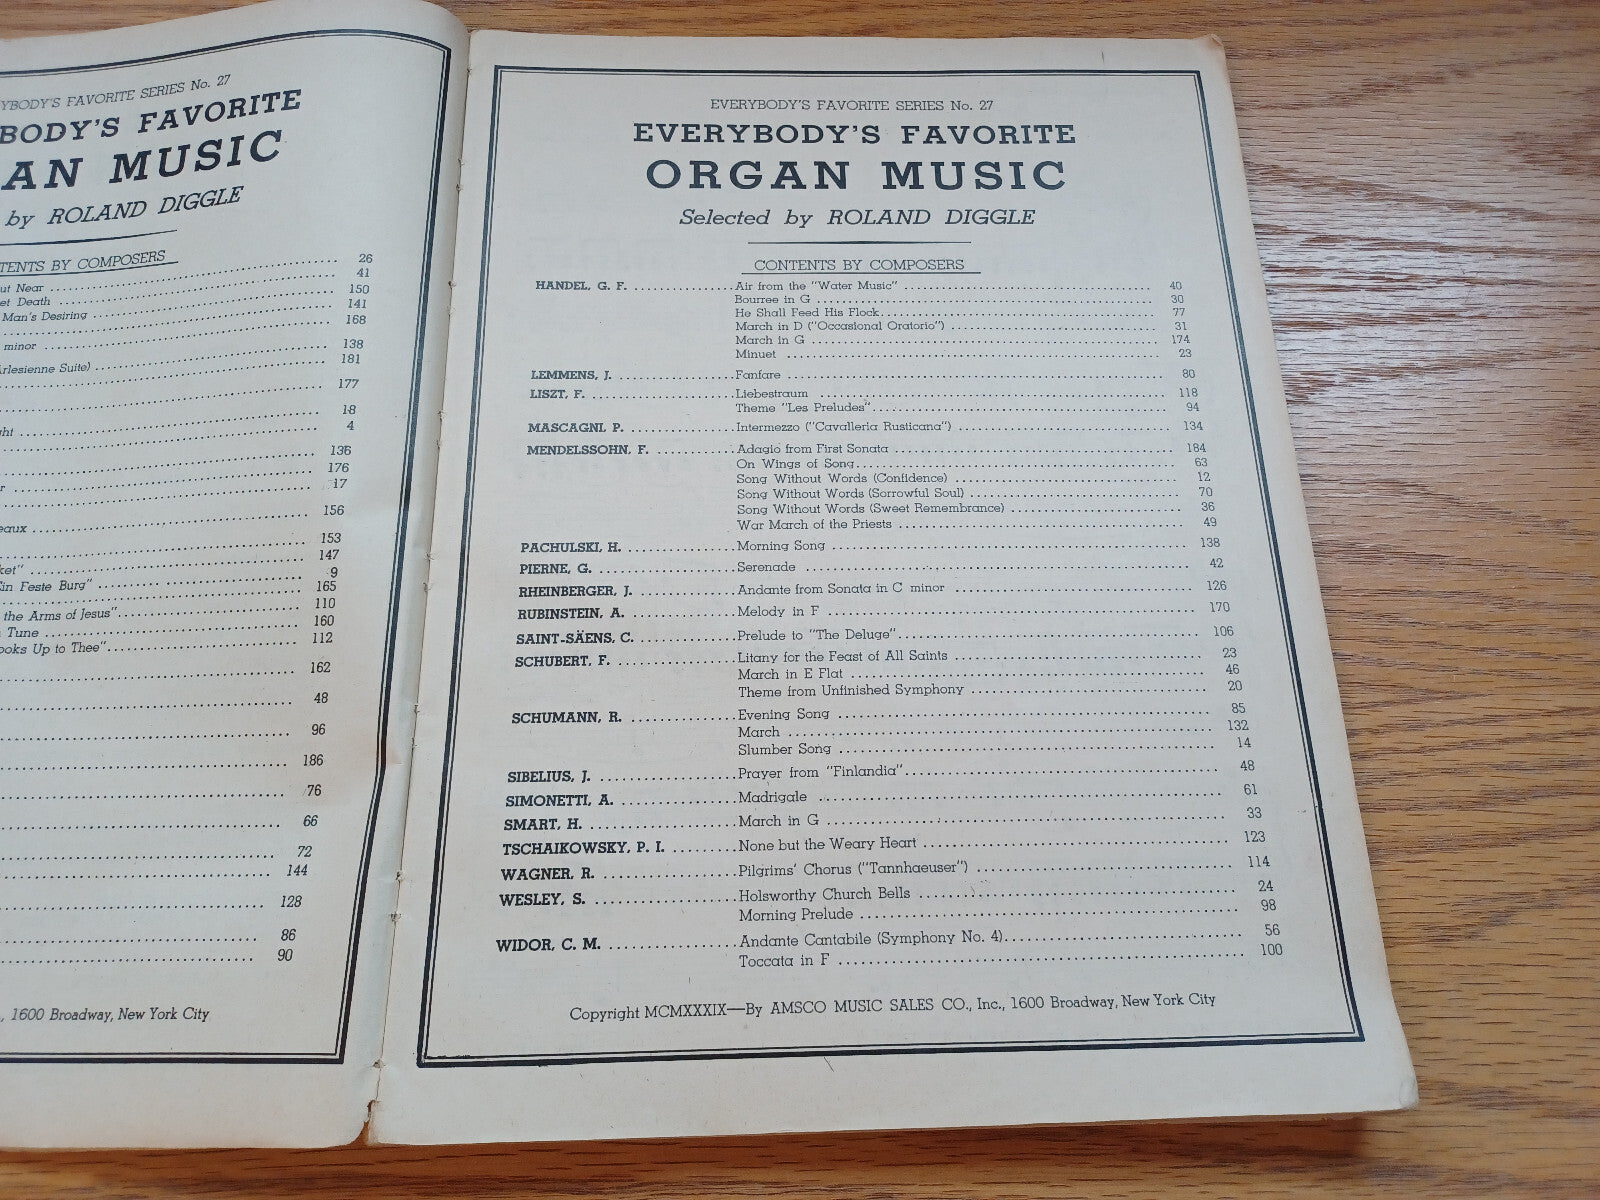 YBODY'S FAVORITE SERIES No. 27
BODY'S FAVORITE
AN MUSIC
by ROLAND DIGGLE
TENTS BY COMPOSERS
26
ut Near 41
et Death 150
Man's Desiring 141
168
minor 138
rlesienne Suite) 181
177
18
ght 4
136
176
r 17
156
eaux
153
ket" 147
9
Ein Feste Burg" 165
the Arms of Jesus" 110
Tune 160
ooks Up to Thee" 112
162
48
96
186
76
66
72
144
128
86
90
., 1600 Broadway, New York City
EVERYBODY'S FAVORITE SERIES No. 27
EVERYBODY'S FAVORITE
ORGAN MUSIC
Selected by ROLAND DIGGLE
CONTENTS BY COMPOSERS
HANDEL, G. F. Air from the "Water Music" 40
Bourree in G 30
He Shall Feed His Flock 77
March in D ("Occasional Oratorio") 31
March in G 174
Minuet 23
LEMMENS, J. Fanfare 80
LISZT, F. Liebestraum 118
Theme "Les Preludes" 94
MASCAGNI, P. Intermezzo ("Cavalleria Rusticana") 134
MENDELSSOHN, F. Adagio from First Sonata 184
On Wings of Song 63
Song Without Words (Confidence) 12
Song Without Words (Sorrowful Soul) 70
Song Without Words (Sweet Remembrance) 36
War March of the Priests 49
PACHULSKI, H. Morning Song 138
PIERNE, G. Serenade 42
RHEINBERGER, J. Andante from Sonata in C minor 126
RUBINSTEIN, A. Melody in F 170
SAINT-SÄENS, C. Prelude to "The Deluge" 106
SCHUBERT, F. Litany for the Feast of All Saints 23
March in E Flat 46
Theme from Unfinished Symphony 20
SCHUMANN, R. Evening Song 85
March 132
Slumber Song 14
SIBELIUS, J. Prayer from "Finlandia" 48
SIMONETTI, A. Madrigale 61
SMART, H. March in G 33
TSCHAIKOWSKY, P. I. None but the Weary Heart 123
WAGNER, R. Pilgrims' Chorus ("Tannhaeuser") 114
WESLEY, S. Holsworthy Church Bells 24
Morning Prelude 98
WIDOR, C. M. Andante Cantabile (Symphony No. 4) 56
Toccata in F 100
Copyright MCMXXXIX—By AMSCO MUSIC SALES CO., Inc., 1600 Broadway, New York City